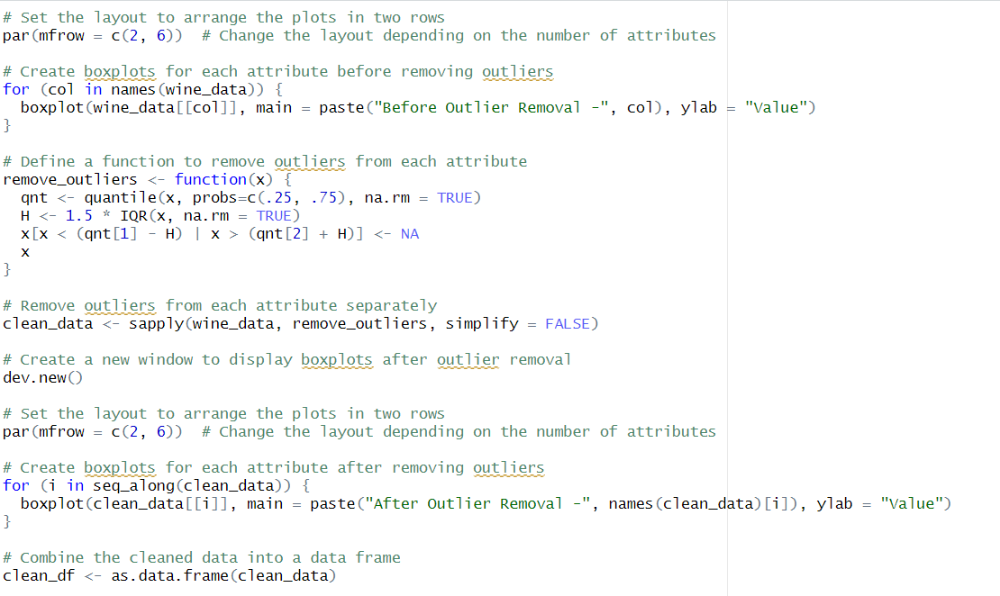 # Set the layout to arrange the plots in two rows
par(mfrow = c(2, 6))  # Change the layout depending on the number of attributes

# Create boxplots for each attribute before removing outliers
for (col in names(wine_data)) {
  boxplot(wine_data[[col]], main = paste("Before Outlier Removal -", col), ylab = "Value")
}

# Define a function to remove outliers from each attribute
remove_outliers <- function(x) {
  qnt <- quantile(x, probs=c(.25, .75), na.rm = TRUE)
  H <- 1.5 * IQR(x, na.rm = TRUE)
  x[x < (qnt[1] - H) | x > (qnt[2] + H)] <- NA
  x
}

# Remove outliers from each attribute separately
clean_data <- sapply(wine_data, remove_outliers, simplify = FALSE)

# Create a new window to display boxplots after outlier removal
dev.new()

# Set the layout to arrange the plots in two rows
par(mfrow = c(2, 6))  # Change the layout depending on the number of attributes

# Create boxplots for each attribute after removing outliers
for (i in seq_along(clean_data)) {
  boxplot(clean_data[[i]], main = paste("After Outlier Removal -", names(clean_data)[i]), ylab = "Value")
}

# Combine the cleaned data into a data frame
clean_df <- as.data.frame(clean_data)